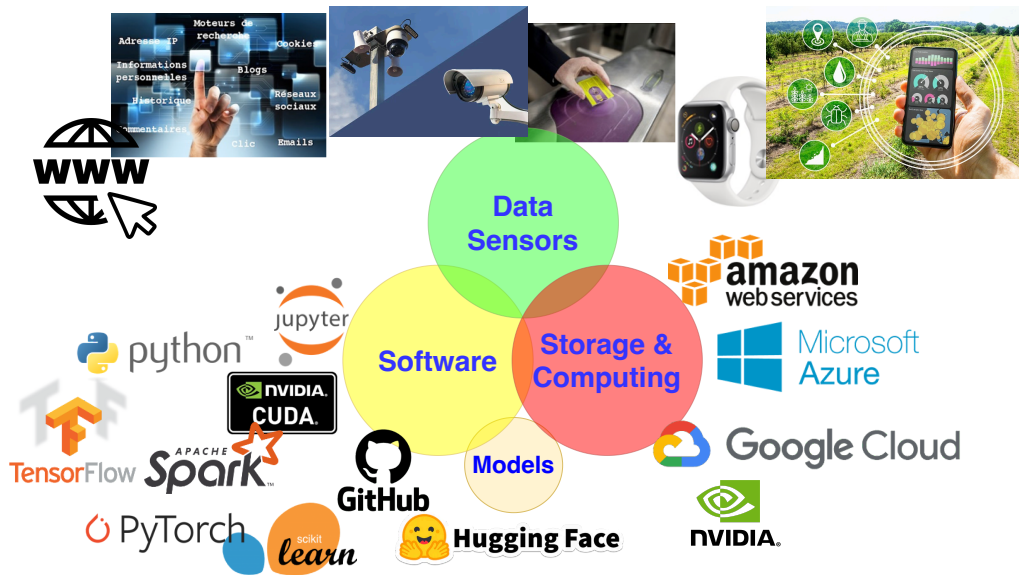 Moteurs de
recherche
Adresse IP
Cookies
Informations
personnelles
Blogs
Historique
Réseaux
sociaux
Commentaires
Clic
Emails
WWW
Data
Sensors
amazon
web services
jupyter
python™
Software
Storage &
Computing
Microsoft
Azure
NVIDIA.
CUDA.
TensorFlow
APACHE
Spark™
GitHub
Models
Google Cloud
PyTorch
scikit
learn
Hugging Face
NVIDIA.